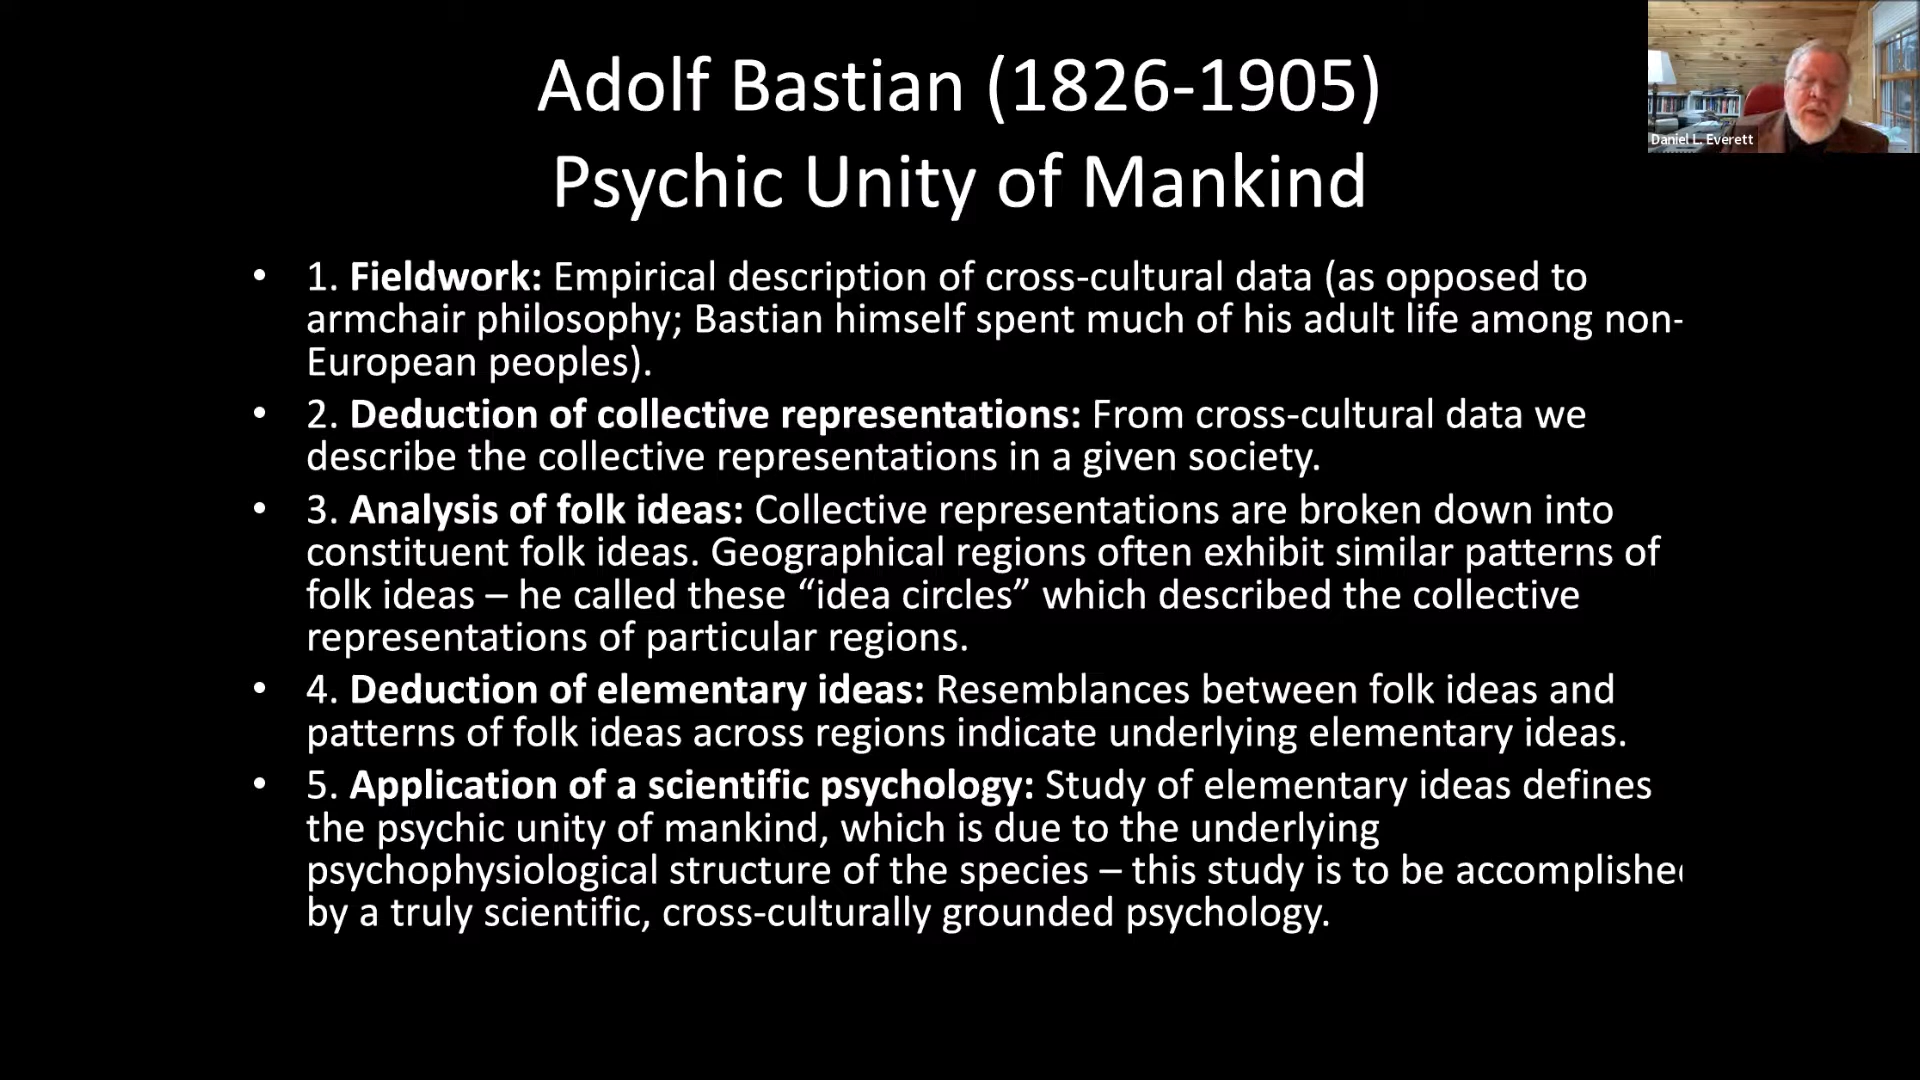 Adolf Bastian (1826-1905)
Psychic Unity of Mankind
Daniel L. Everett
• 1. Fieldwork: Empirical description of cross-cultural data (as opposed to
armchair philosophy; Bastian himself spent much of his adult life among non-
European peoples).
• 2. Deduction of collective representations: From cross-cultural data we
describe the collective representations in a given society.
• 3. Analysis of folk ideas: Collective representations are broken down into
constituent folk ideas. Geographical regions often exhibit similar patterns of
folk ideas – he called these “idea circles” which described the collective
representations of particular regions.
• 4. Deduction of elementary ideas: Resemblances between folk ideas and
patterns of folk ideas across regions indicate underlying elementary ideas.
• 5. Application of a scientific psychology: Study of elementary ideas defines
the psychic unity of mankind, which is due to the underlying
psychophysiological structure of the species – this study is to be accomplishe
by a truly scientific, cross-culturally grounded psychology.